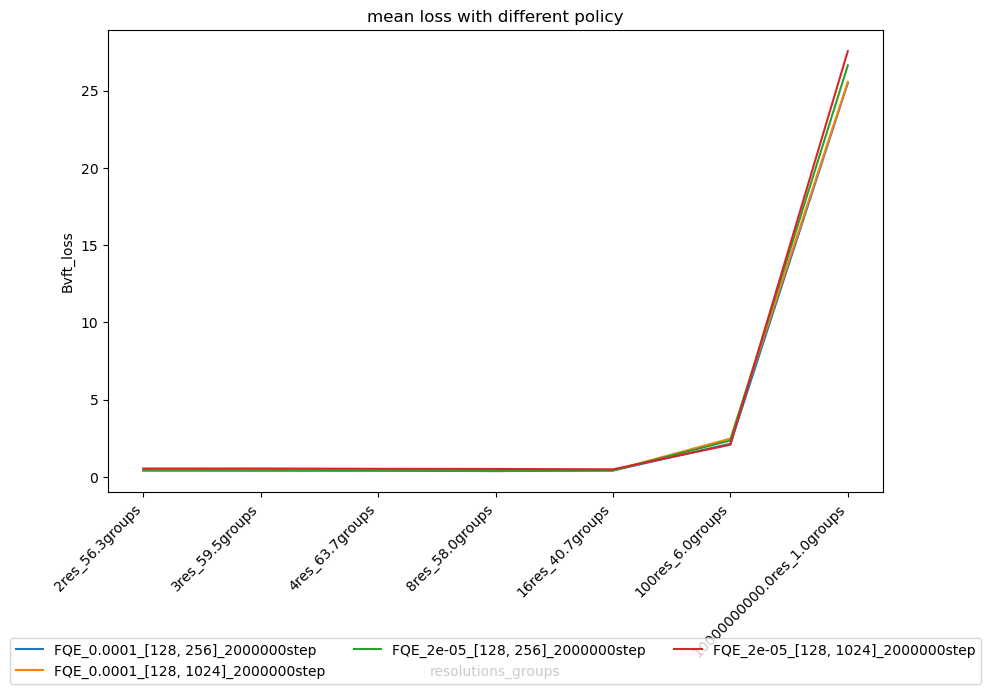 mean loss with different policy
Bvft_loss
25
20
15
10
5
0
2res_56.3groups
3res_59.5groups
4res_63.7groups
8res_58.0groups
16res_40.7groups
100res_6.0groups
resolutions_groups
FQE_0.0001_[128, 256]_2000000step
FQE_0.0001_[128, 1024]_2000000step
FQE_2e-05_[128, 256]_2000000step
FQE_2e-05_[128, 1024]_2000000step